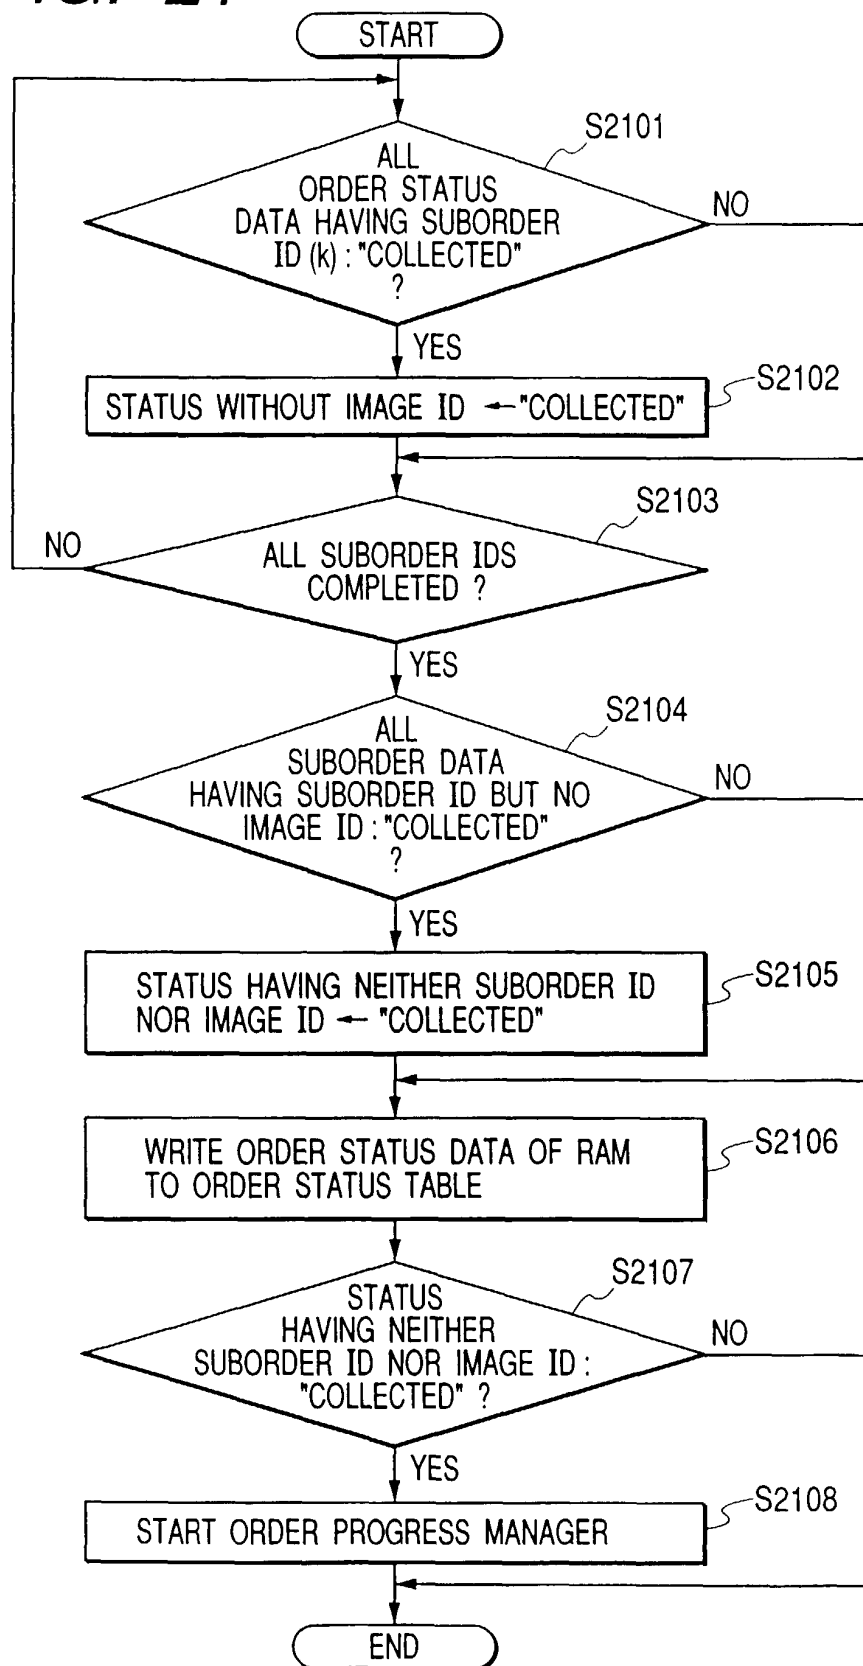 START
S2101
ALL
ORDER STATUS
DATA HAVING SUBORDER
ID (k) : "COLLECTED"
?
NO
YES
S2102
STATUS WITHOUT IMAGE ID ← "COLLECTED"
S2103
NO
ALL SUBORDER IDS
COMPLETED ?
YES
S2104
ALL
SUBORDER DATA
HAVING SUBORDER ID BUT NO
IMAGE ID : "COLLECTED"
?
NO
YES
S2105
STATUS HAVING NEITHER SUBORDER ID
NOR IMAGE ID ← "COLLECTED"
S2106
WRITE ORDER STATUS DATA OF RAM
TO ORDER STATUS TABLE
S2107
STATUS
HAVING NEITHER
SUBORDER ID NOR IMAGE ID :
"COLLECTED" ?
NO
YES
S2108
START ORDER PROGRESS MANAGER
END